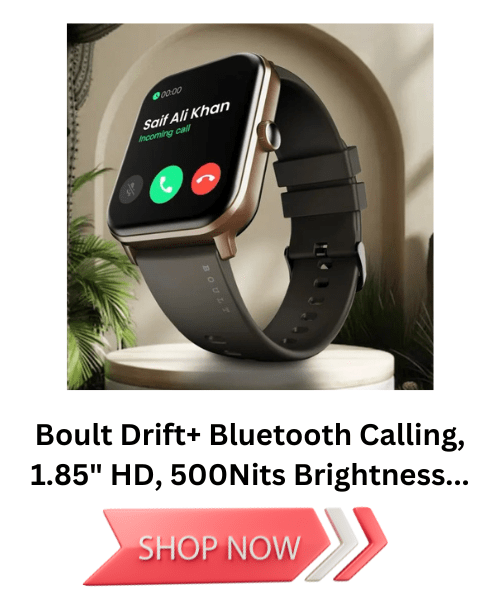 00:00
Saif Ali Khan
Incoming call
BOULT
Boult Drift+ Bluetooth Calling,
1.85" HD, 500Nits Brightness...
SHOP NOW